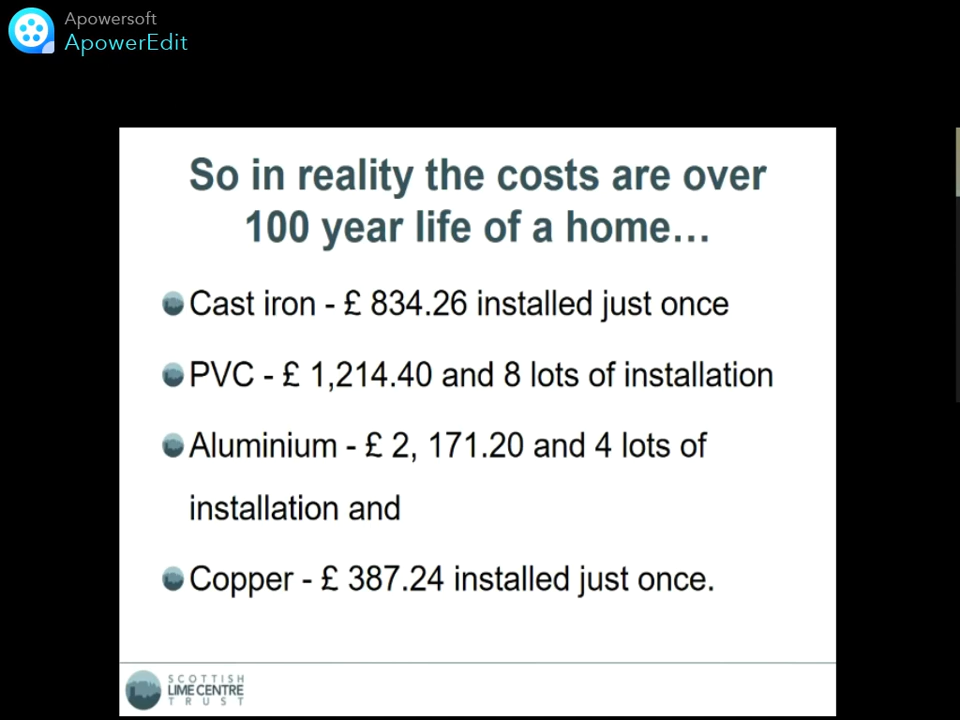 Apowersoft
ApowerEdit
So in reality the costs are over
100 year life of a home…
Cast iron - £ 834.26 installed just once
PVC - £ 1,214.40 and 8 lots of installation
Aluminium - £ 2, 171.20 and 4 lots of
installation and
Copper - £ 387.24 installed just once.
SCOTTISH
LIME CENTRE
TRUST